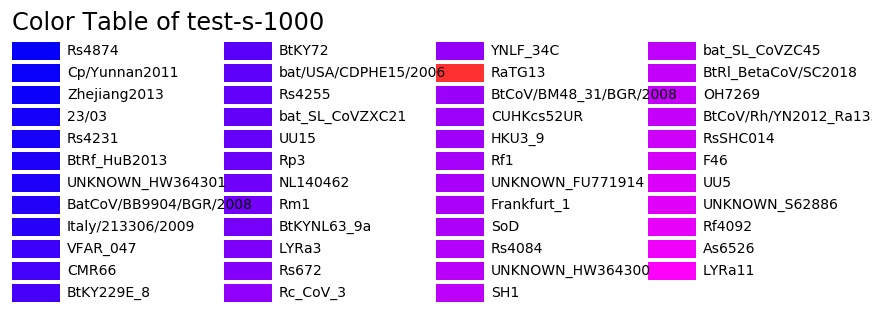 Color Table of test-s-1000
Rs4874
Cp/Yunnan2011
Zhejiang2013
23/03
Rs4231
BtRf_HuB2013
UNKNOWN_HW364301
BatCoV/BB9904/BGR/2008
Italy/213306/2009
VFAR_047
CMR66
BtKY229E_8
BtKY72
bat/USA/CDPHE15/2006
Rs4255
bat_SL_CoVZXC21
UU15
Rp3
NL140462
Rm1
BtKYNL63_9a
LYRa3
Rs672
Rc_CoV_3
YNLF_34C
RaTG13
BtCoV/BM48_31/BGR/2008
CUHKcs52UR
HKU3_9
Rf1
UNKNOWN_FU771914
Frankfurt_1
SoD
Rs4084
UNKNOWN_HW364300
SH1
bat_SL_CoVZC45
BtRl_BetaCoV/SC2018
OH7269
BtCoV/Rh/YN2012_Ra13
RsSHC014
F46
UU5
UNKNOWN_S62886
Rf4092
As6526
LYRa11